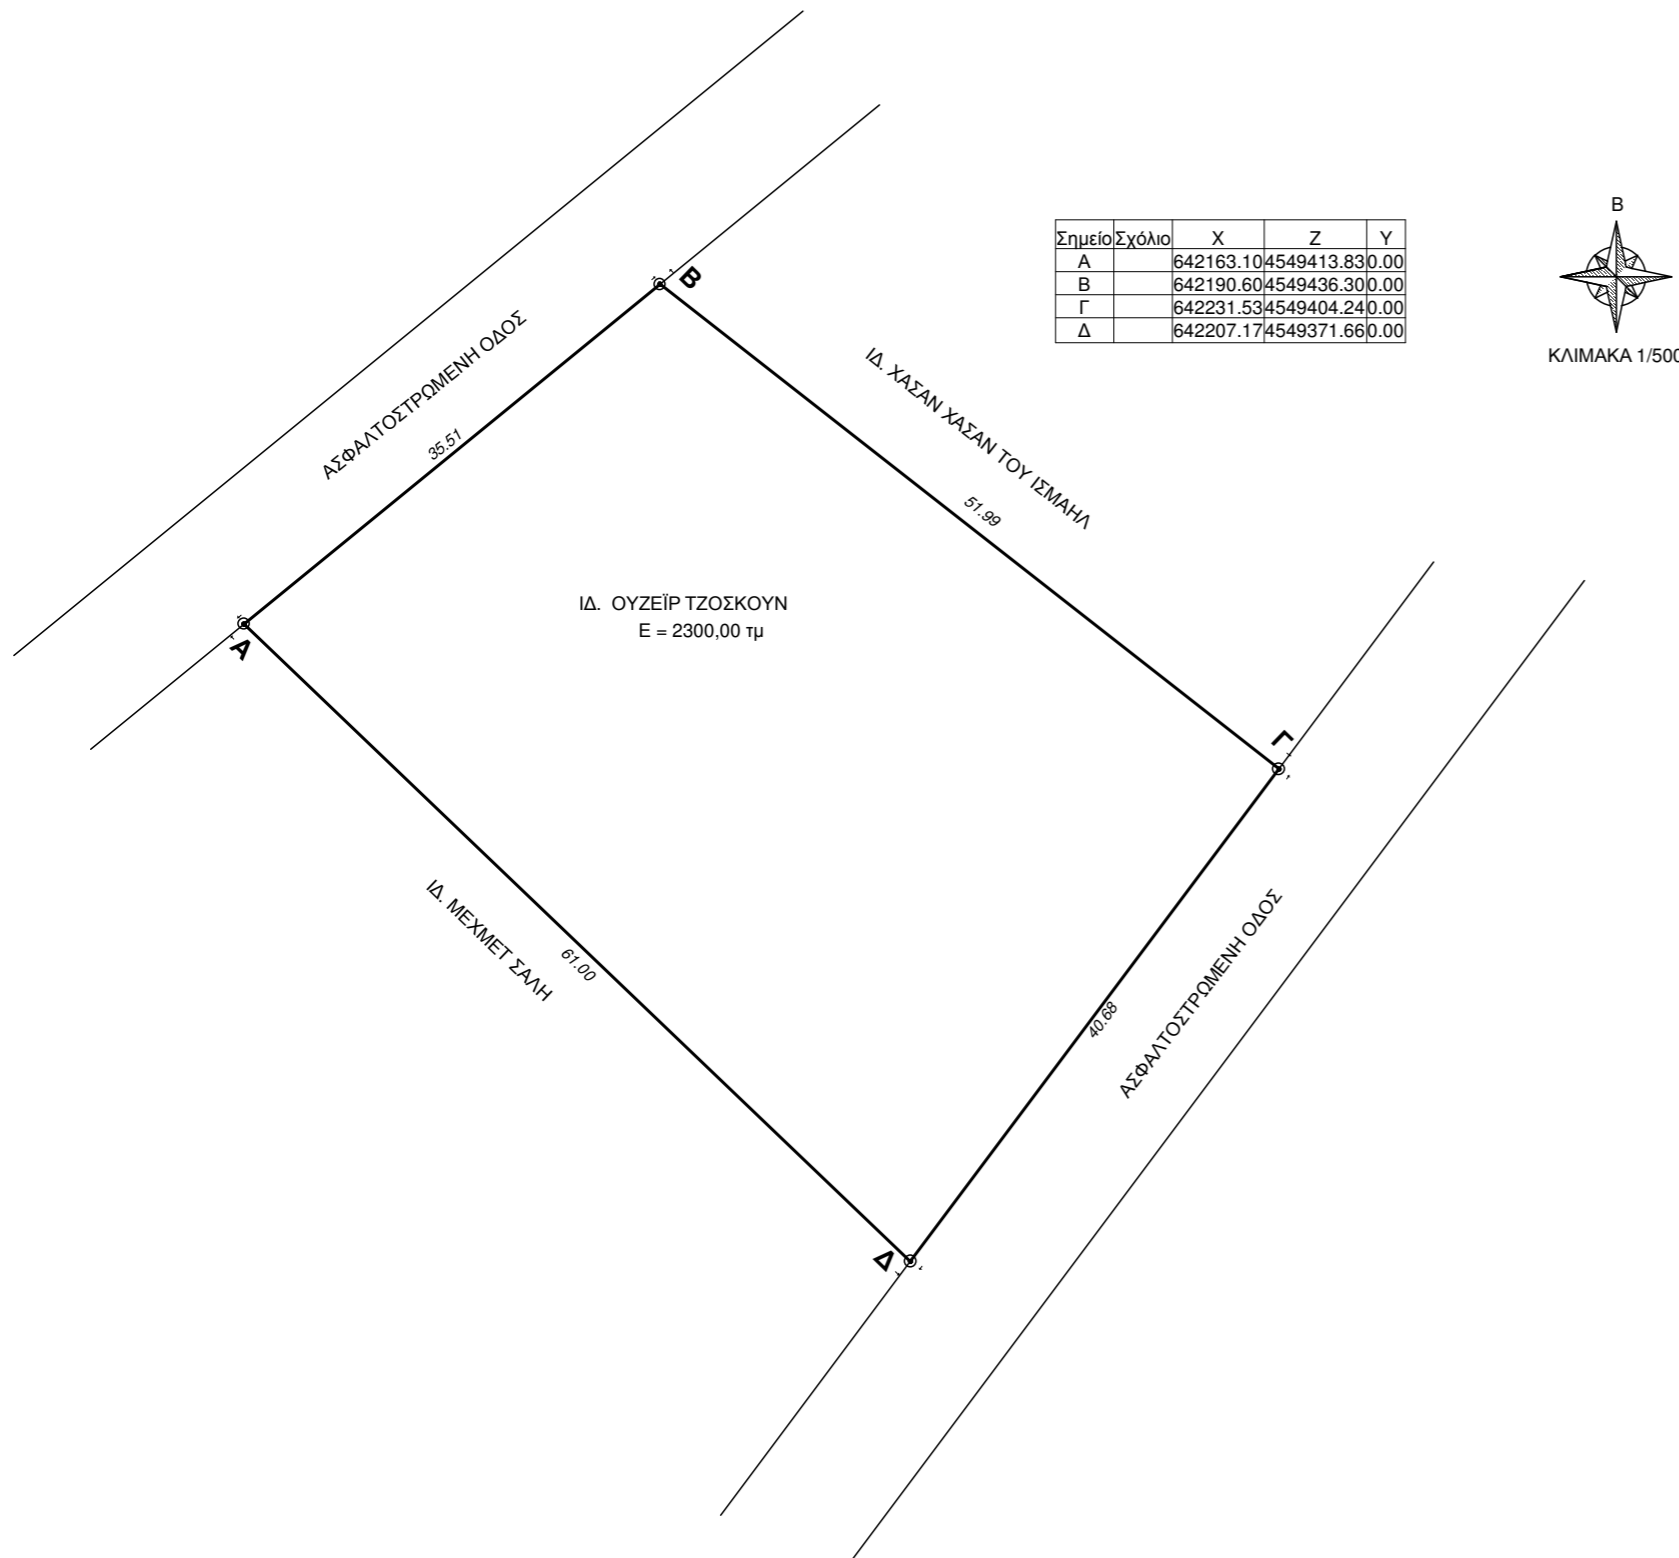 Β
Σημείο Σχόλιο Χ Ζ Υ
Α 642163.10 4549413.83 0.00
Β 642190.60 4549436.30 0.00
Γ 642231.53 4549404.24 0.00
Δ 642207.17 4549371.66 0.00
ΚΛΙΜΑΚΑ 1/500
Β
ΑΣΦΑΛΤΟΣΤΡΩΜΕΝΗ ΟΔΟΣ
35.51
ΙΔ. ΧΑΣΑΝ ΧΑΣΑΝ ΤΟΥ ΙΣΜΑΗΛ
51.99
ΙΔ. ΟΥΖΕΪΡ ΤΖΟΣΚΟΥΝ
Ε = 2300,00 τμ
Α
Γ
ΙΔ. ΜΕΧΜΕΤ ΣΑΛΗ
61.00
40.68
ΑΣΦΑΛΤΟΣΤΡΩΜΕΝΗ ΟΔΟΣ
Δ